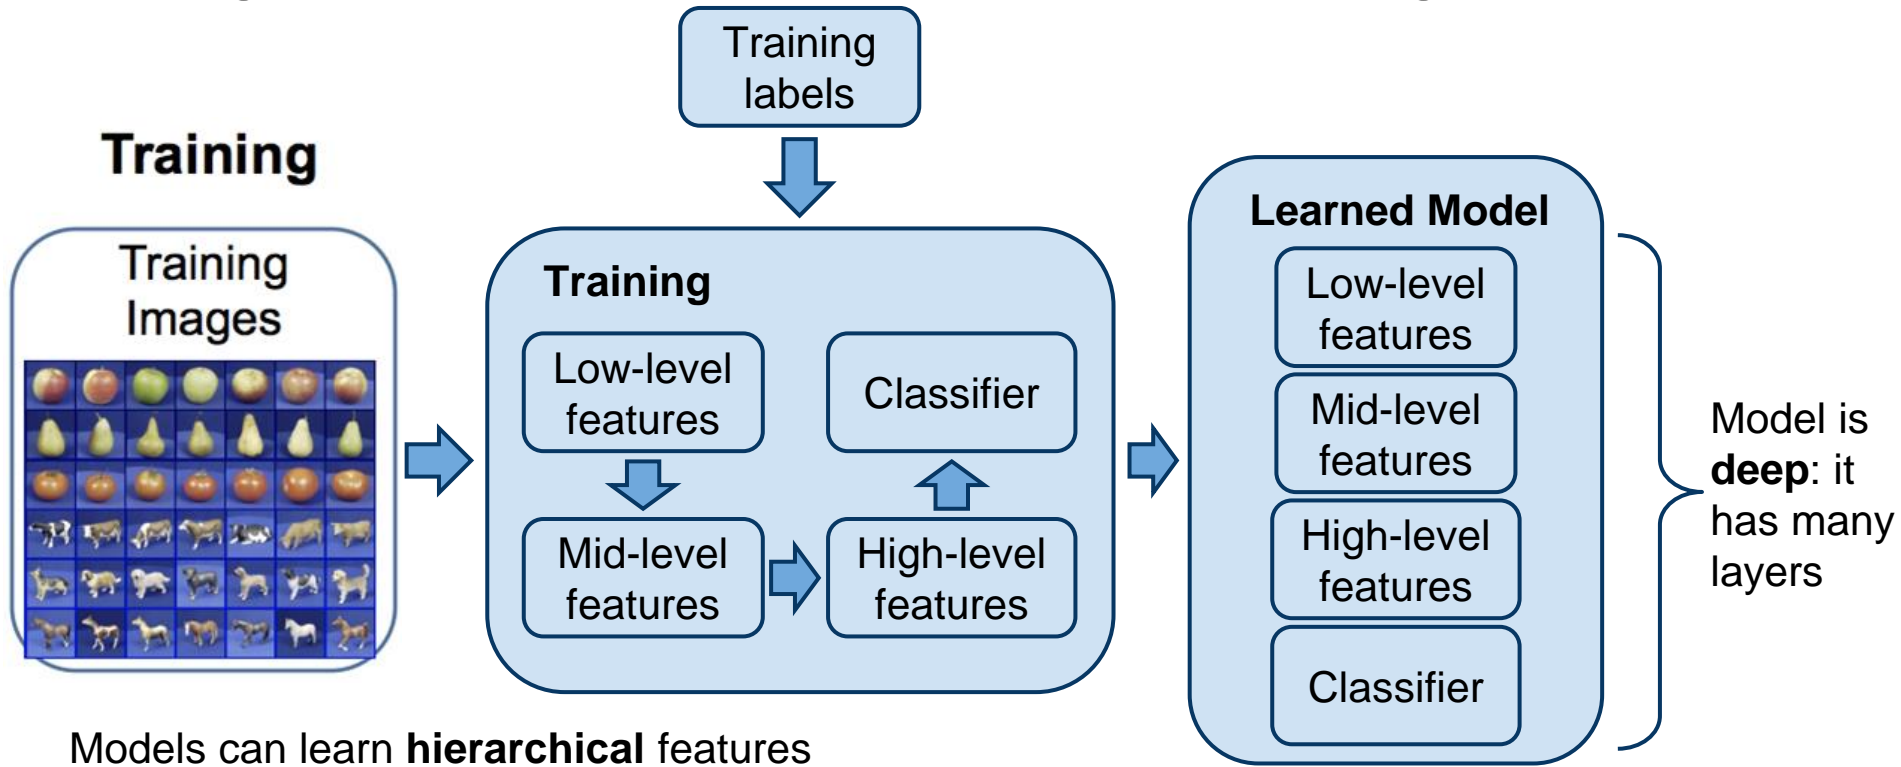 Training
labels
Training
Training
Images
Training
Low-level
features
Classifier
Mid-level
features
High-level
features
Learned Model
Low-level
features
Mid-level
features
High-level
features
Classifier
Model is
deep: it
has many
layers
Models can learn hierarchical features